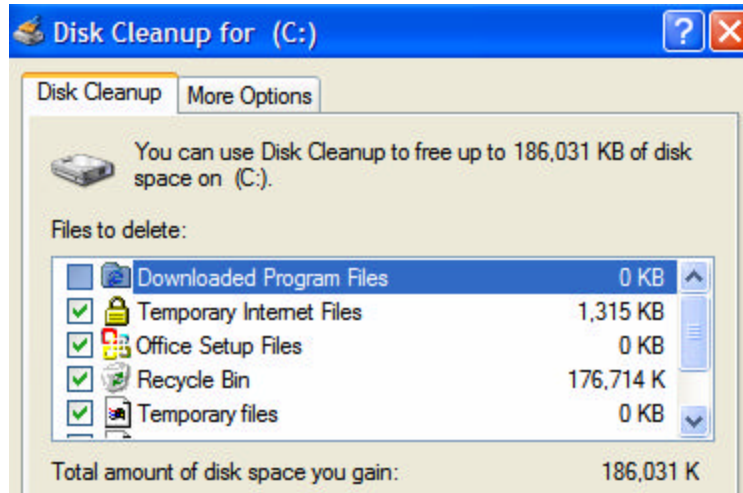 Disk Cleanup for (C:)
Disk Cleanup More Options
You can use Disk Cleanup to free up to 186,031 KB of disk
space on (C:).
Files to delete:
Downloaded Program Files 0 KB
Temporary Internet Files 1,315 KB
Office Setup Files 0 KB
Recycle Bin 176,714 K
Temporary files 0 KB
Total amount of disk space you gain: 186,031 K